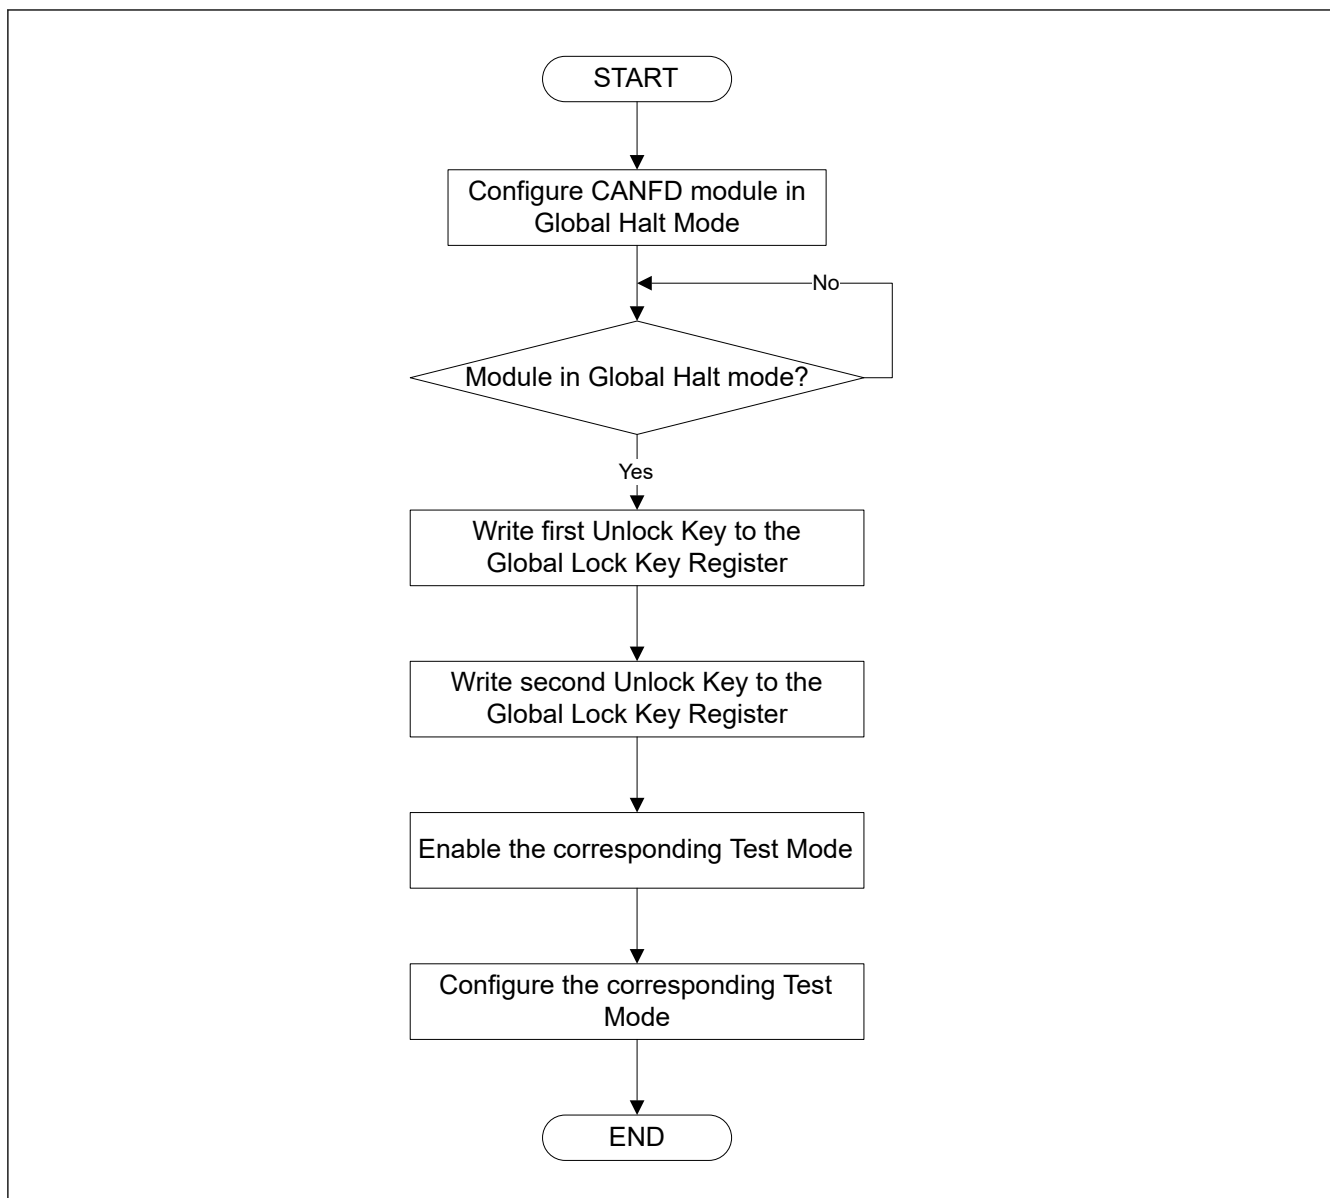 START
Configure CANFD module in
Global Halt Mode
No
Module in Global Halt mode?
Yes
Write first Unlock Key to the
Global Lock Key Register
Write second Unlock Key to the
Global Lock Key Register
Enable the corresponding Test Mode
Configure the corresponding Test
Mode
END